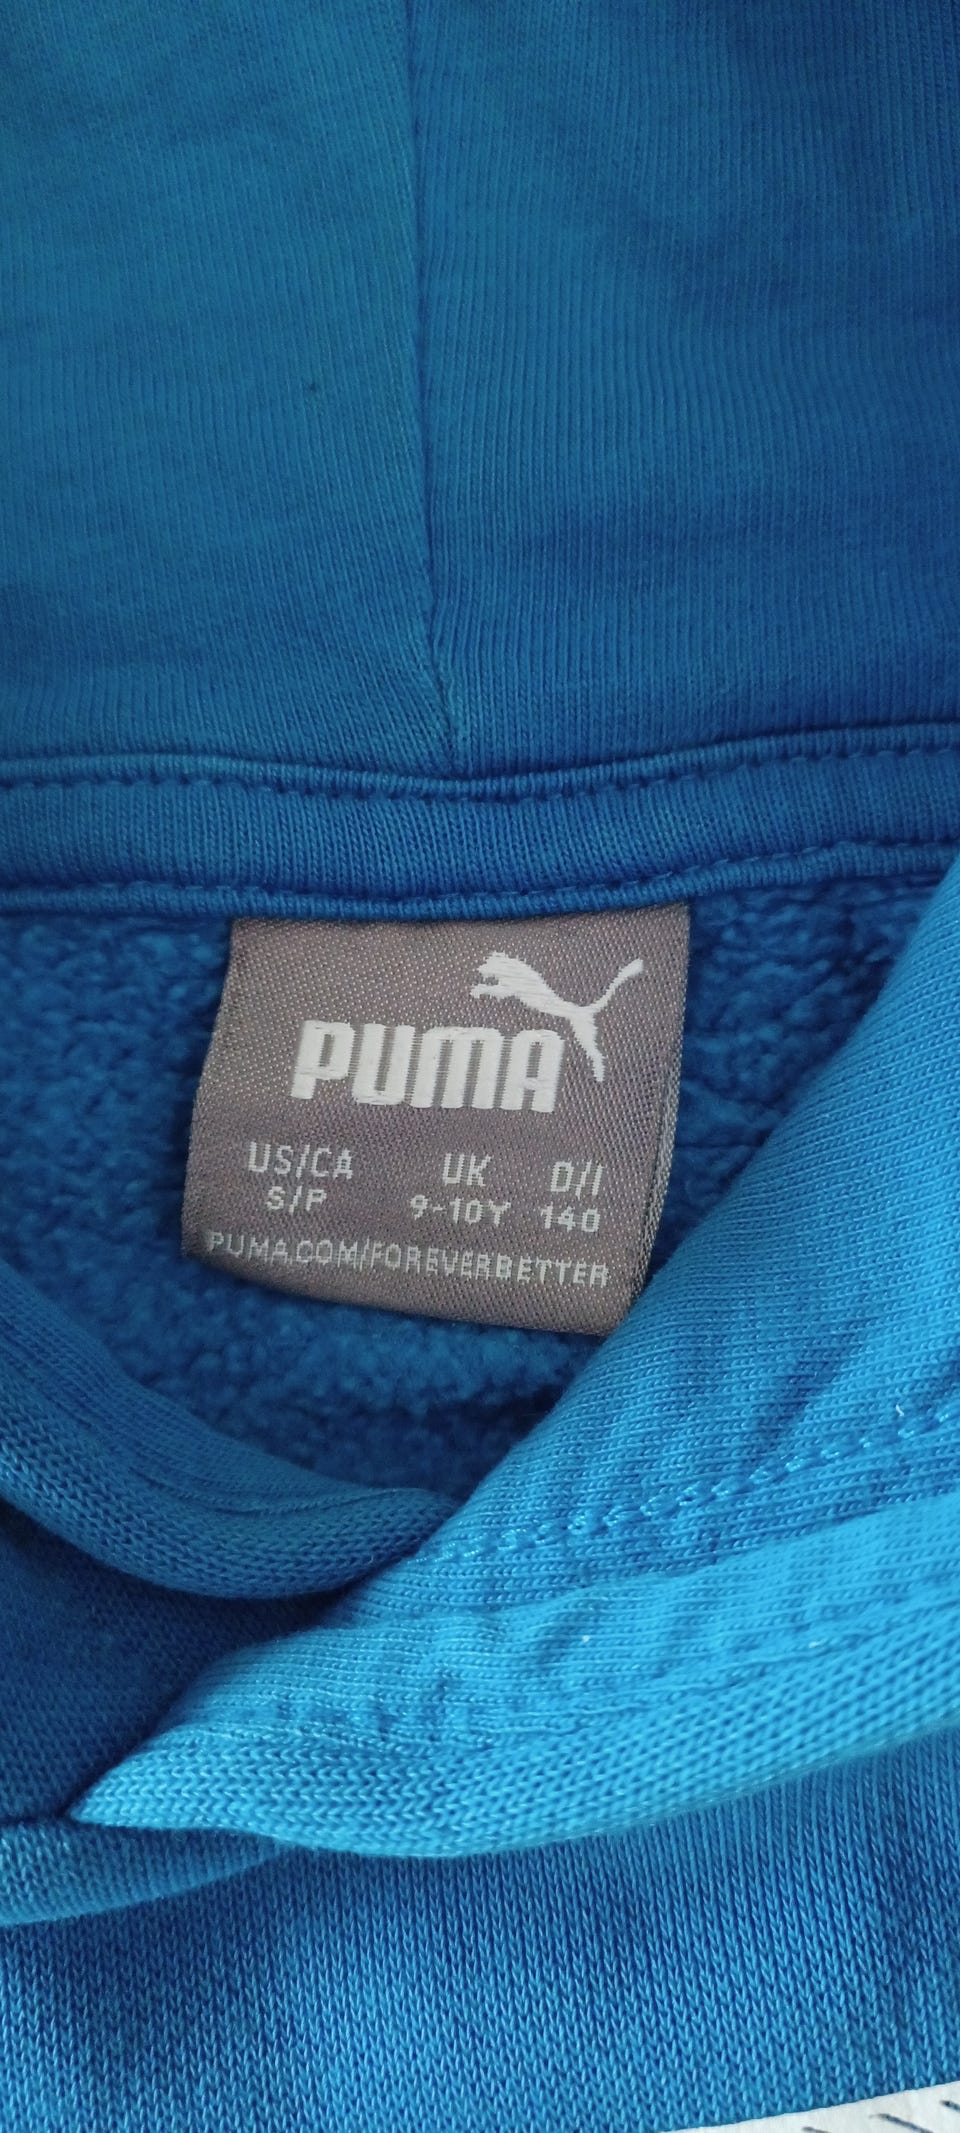 PUMA
US/CA UK D/I
S/P 9-10Y 140
PUMA.COM/FOREVERBETTER